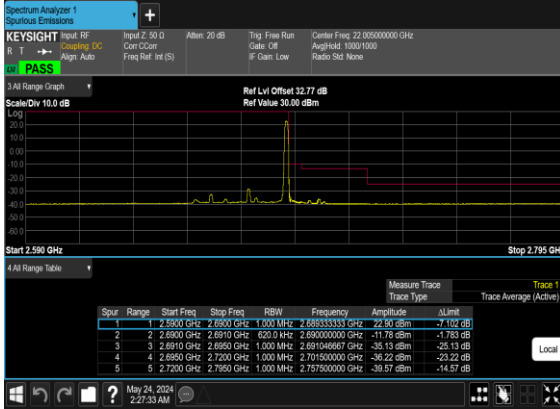 Spectrum Analyzer 1
Spurious Emissions
KEYSIGHT Input: RF Input Z: 50 Ω Atten: 20 dB Trig: Free Run Center Freq: 22.005000000 GHz
R T Coupling: DC Corr CCorr Gate: Off Avg|Hold: 1000/1000
Align: Auto Freq Ref: Int (S) IF Gain: Low Radio Std: None
PASS
3 All Range Graph
Ref Lvl Offset 32.77 dB
Scale/Div 10.0 dB Ref Value 30.00 dBm
Log
20.0
10.0
0.00
-10.0
-20.0
-30.0
-40.0
-50.0
-60.0
Start 2.590 GHz Stop 2.795 GH
4 All Range Table
Measure Trace Trace 1
Trace Type Trace Average (Active)
Spur Range Start Freq Stop Freq RBW Frequency Amplitude ΔLimit
1 1 2.5900 GHz 2.6900 GHz 1.000 MHz 2.689333333 GHz 22.90 dBm -7.102 dB
2 2 2.6900 GHz 2.6910 GHz 620.0 kHz 2.690000000 GHz -11.78 dBm -1.783 dB
3 3 2.6910 GHz 2.6950 GHz 1.000 MHz 2.691046667 GHz -35.13 dBm -25.13 dB
4 4 2.6950 GHz 2.7200 GHz 1.000 MHz 2.701500000 GHz -36.22 dBm -23.22 dB
5 5 2.7200 GHz 2.7950 GHz 1.000 MHz 2.757500000 GHz -39.57 dBm -14.57 dB
Local
May 24, 2024
2:27:33 AM